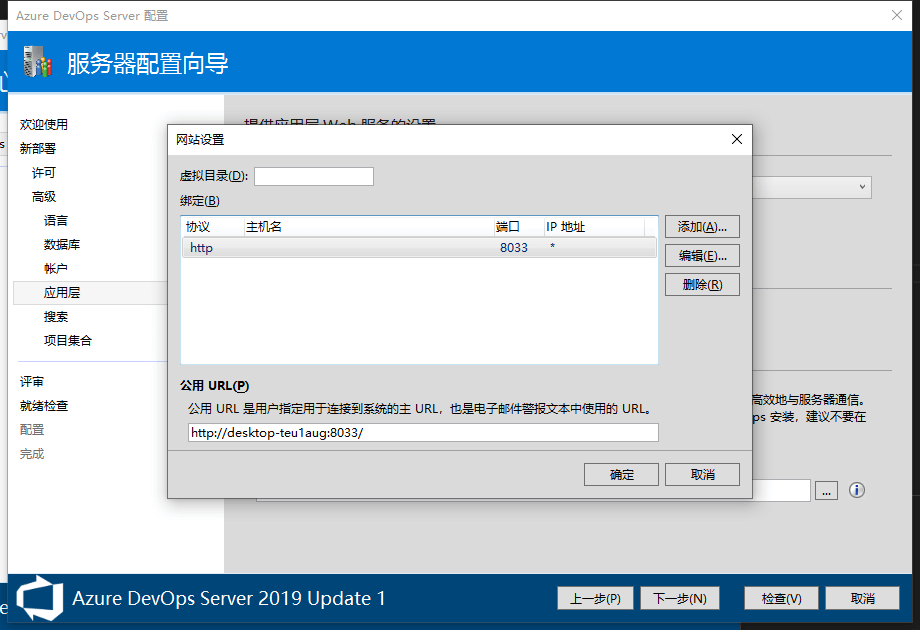 Azure DevOps Server 配置
服务器配置向导
欢迎使用
新部署
许可
高级
语言
数据库
帐户
应用层
搜索
项目集合
评审
就绪检查
配置
完成
提供应用层 Web 服务的设置
网站设置
虚拟目录(D):
绑定(B)
协议 主机名 端口 IP 地址
http 8033 *
添加(A)...
编辑(E)...
删除(R)
公用 URL(P)
公用 URL 是用户指定用于连接到系统的主 URL，也是电子邮件警报文本中使用的 URL。
http://desktop-teu1aug:8033/
确定 取消
高效地与服务器通信。
ps 安装，建议不要在
...
Azure DevOps Server 2019 Update 1
上一步(P) 下一步(N) 检查(V) 取消